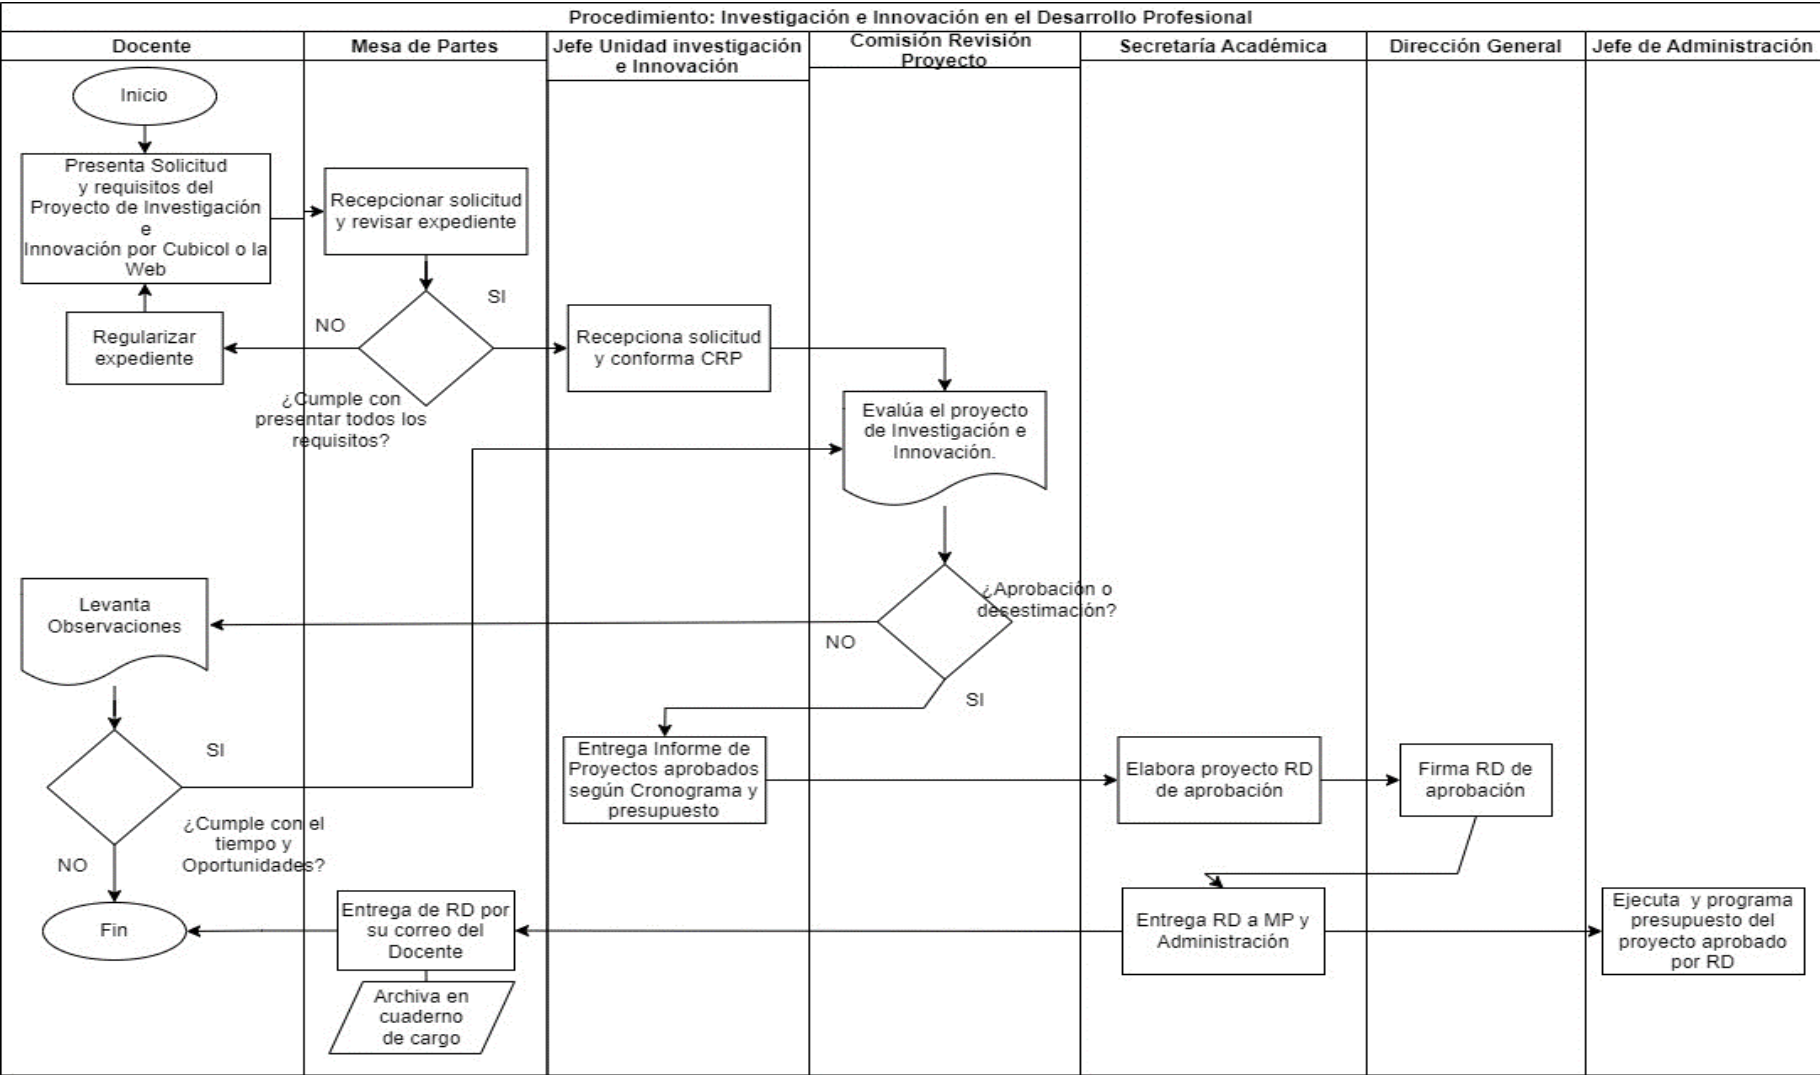 Procedimiento: Investigación e Innovación en el Desarrollo Profesional
Docente
Mesa de Partes
Jefe Unidad investigación
e Innovación
Comisión Revisión
Proyecto
Secretaría Académica
Dirección General
Jefe de Administración
Inicio
Presenta Solicitud
y requisitos del
Proyecto de Investigación
e
Innovación por Cubicol o la
Web
Recepcionar solicitud
y revisar expediente
SI
NO
Regularizar
expediente
¿Cumple con
presentar todos los
requisitos?
Recepciona solicitud
y conforma CRP
Evalúa el proyecto
de Investigación e
Innovación.
¿Aprobación o
desestimación?
NO
SI
Levanta
Observaciones
SI
¿Cumple con el
tiempo y
Oportunidades?
NO
Entrega Informe de
Proyectos aprobados
según Cronograma y
presupuesto
Elabora proyecto RD
de aprobación
Firma RD de
aprobación
Fin
Entrega de RD por
su correo del
Docente
Entrega RD a MP y
Administración
Ejecuta y programa
presupuesto del
proyecto aprobado
por RD
Archiva en
cuaderno
de cargo